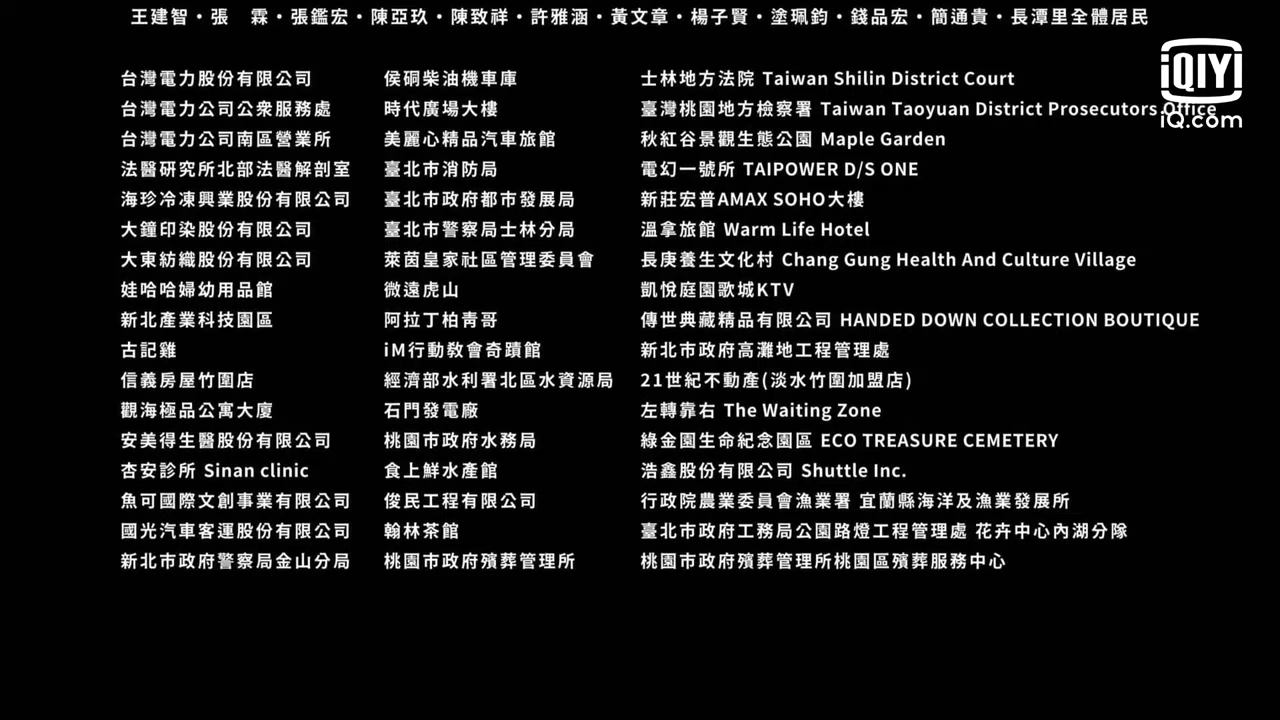 王建智・張　霖・張鑑宏・陳亞玖・陳致祥・許雅涵・黃文章・楊子賢・塗珮鈞・錢品宏・簡通貴・長潭里全體居民
台灣電力股份有限公司 侯硐柴油機車庫 士林地方法院 Taiwan Shilin District Court
台灣電力公司公眾服務處 時代廣場大樓 臺灣桃園地方檢察署 Taiwan Taoyuan District Prosecutors Office
台灣電力公司南區營業所 美麗心精品汽車旅館 秋紅谷景觀生態公園 Maple Garden
法醫研究所北部法醫解剖室 臺北市消防局 電幻一號所 TAIPOWER D/S ONE
海珍冷凍興業股份有限公司 臺北市政府都市發展局 新莊宏普AMAX SOHO大樓
大鐘印染股份有限公司 臺北市警察局士林分局 溫拿旅館 Warm Life Hotel
大東紡織股份有限公司 萊茵皇家社區管理委員會 長庚養生文化村 Chang Gung Health And Culture Village
娃哈哈婦幼用品館 微遠虎山 凱悅庭園歌城KTV
新北產業科技園區 阿拉丁柏青哥 傳世典藏精品有限公司 HANDED DOWN COLLECTION BOUTIQUE
古記雞 iM行動教會奇蹟館 新北市政府高灘地工程管理處
信義房屋竹圍店 經濟部水利署北區水資源局 21世紀不動產(淡水竹圍加盟店)
觀海極品公寓大廈 石門發電廠 左轉靠右 The Waiting Zone
安美得生醫股份有限公司 桃園市政府水務局 綠金園生命紀念園區 ECO TREASURE CEMETERY
杏安診所 Sinan clinic 食上鮮水產館 浩鑫股份有限公司 Shuttle Inc.
魚可國際文創事業有限公司 俊民工程有限公司 行政院農業委員會漁業署 宜蘭縣海洋及漁業發展所
國光汽車客運股份有限公司 翰林茶館 臺北市政府工務局公園路燈工程管理處 花卉中心內湖分隊
新北市政府警察局金山分局 桃園市政府殯葬管理所 桃園市政府殯葬管理所桃園區殯葬服務中心
iQIYI
iQ.com